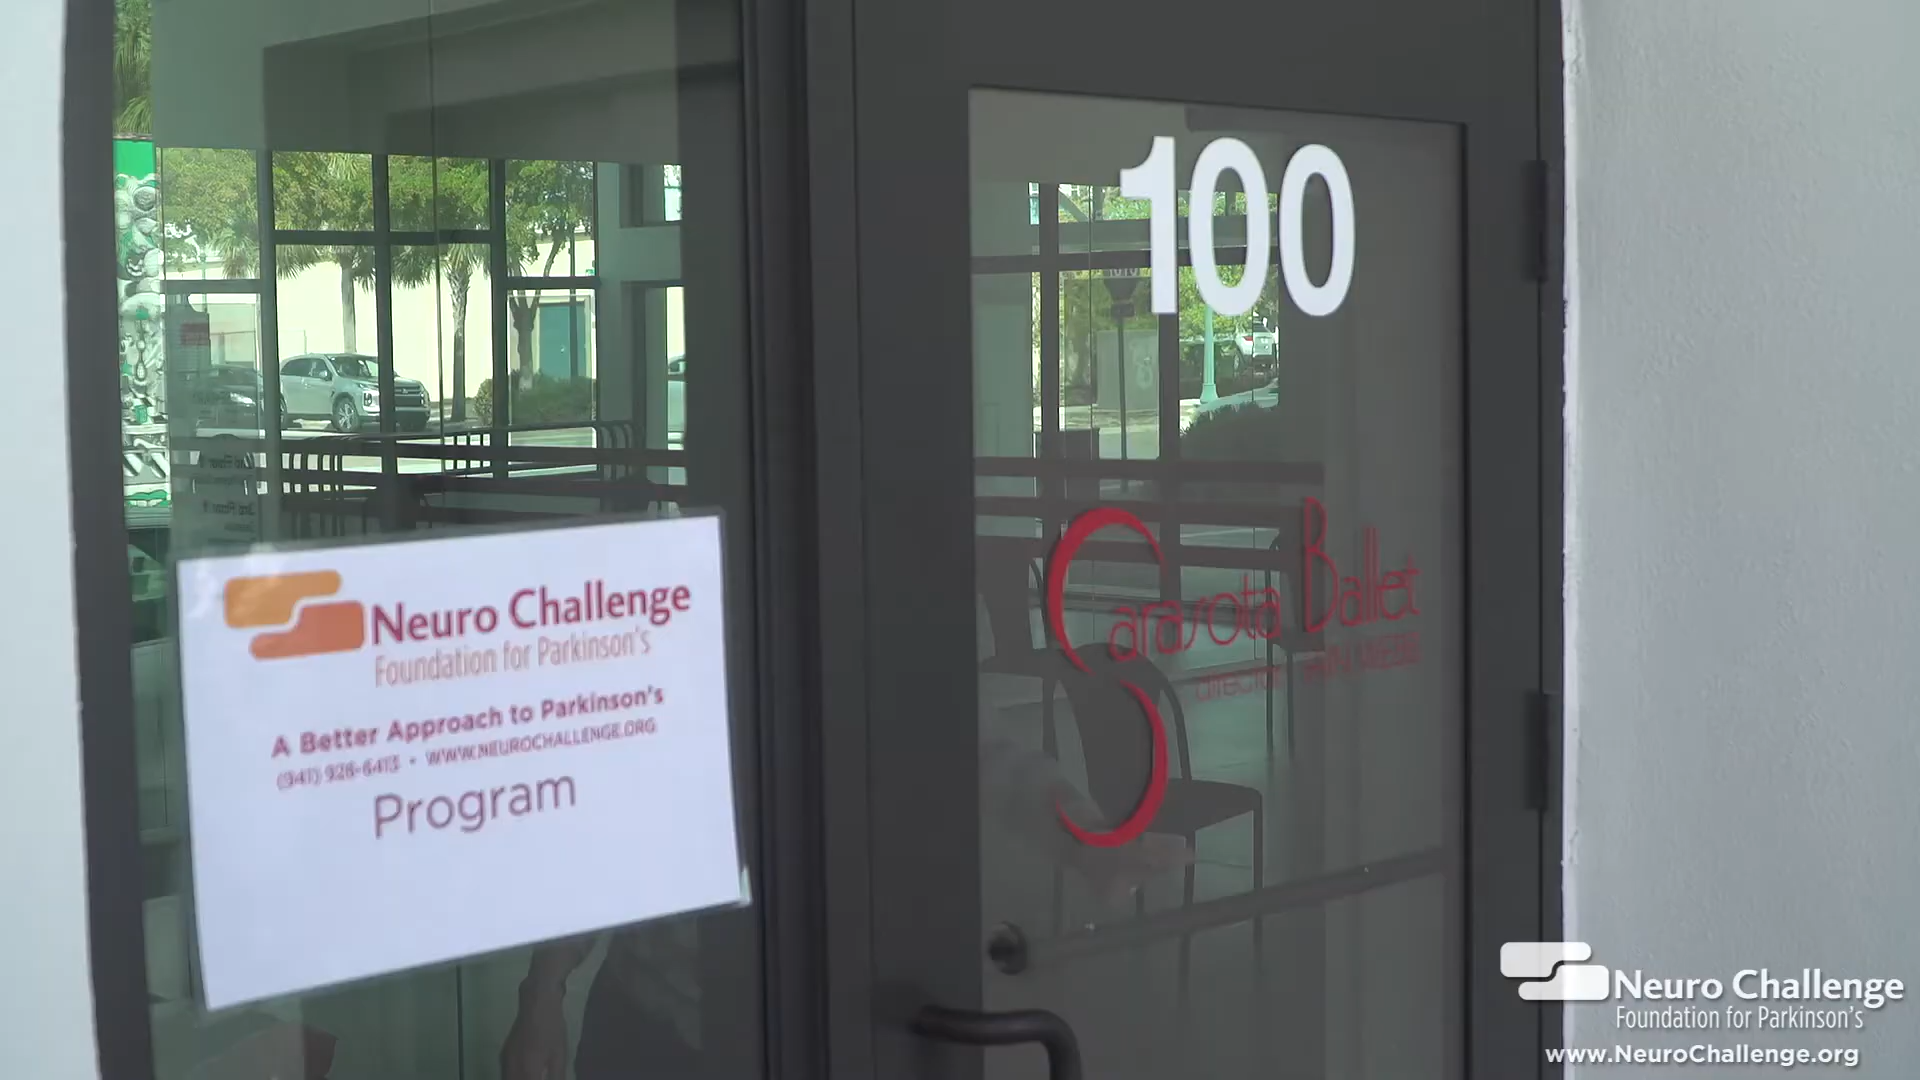 Neuro Challenge
Foundation for Parkinson's
A Better Approach to Parkinson's
(941) 926-6413 • WWW.NEUROCHALLENGE.ORG
Program
100
Sarasota Ballet
director
Neuro Challenge
Foundation for Parkinson's
www.NeuroChallenge.org